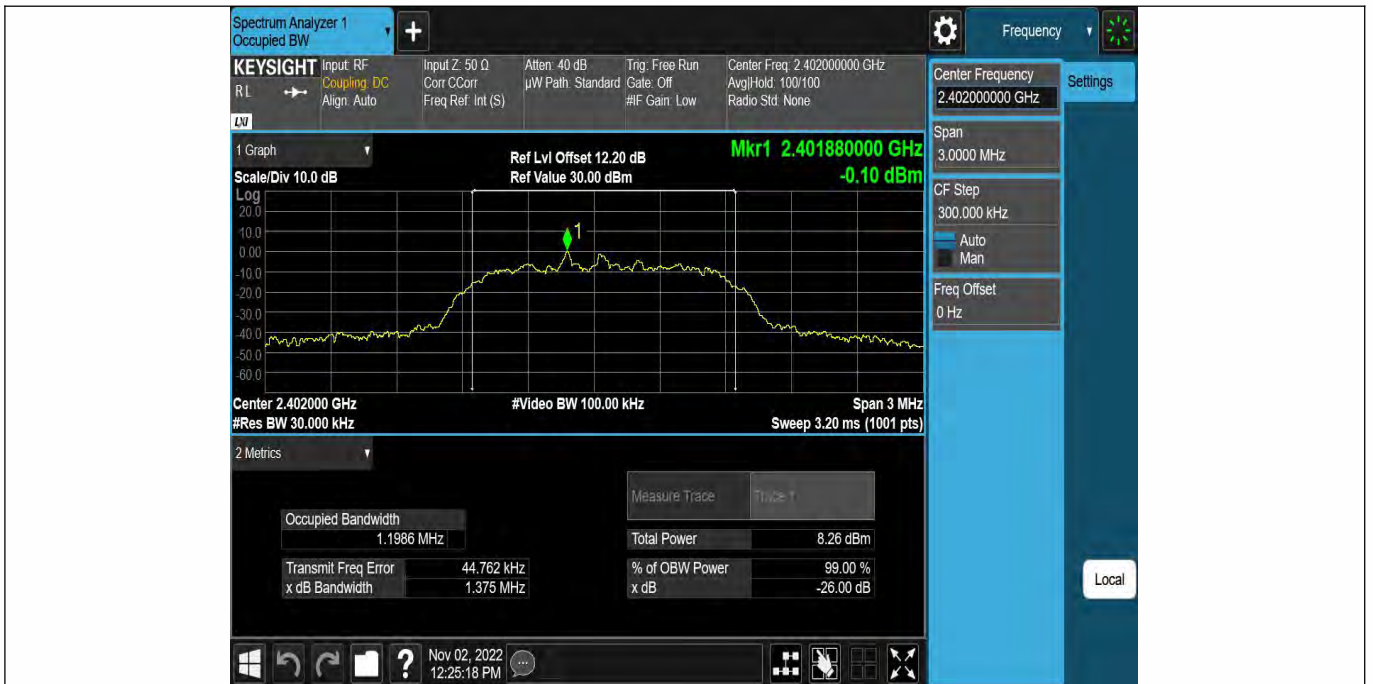 Spectrum Analyzer 1
Occupied BW
+
Frequency
KEYSIGHT
R L
LXI
Input: RF
Coupling: DC
Align: Auto
Input Z: 50 Ω
Corr CCorr
Freq Ref: Int (S)
Atten: 40 dB
µW Path: Standard
Trig: Free Run
Gate: Off
#IF Gain: Low
Center Freq: 2.402000000 GHz
Avg|Hold: 100/100
Radio Std: None
Center Frequency
2.402000000 GHz
Settings
Span
3.0000 MHz
CF Step
300.000 kHz
Auto
Man
Freq Offset
0 Hz
Local
1 Graph
Scale/Div 10.0 dB
Ref Lvl Offset 12.20 dB
Ref Value 30.00 dBm
Mkr1 2.401880000 GHz
-0.10 dBm
Log
20.0
10.0
0.00
-10.0
-20.0
-30.0
-40.0
-50.0
-60.0
1
Center 2.402000 GHz
#Res BW 30.000 kHz
#Video BW 100.00 kHz
Span 3 MHz
Sweep 3.20 ms (1001 pts)
2 Metrics
Measure Trace
Trace 1
Occupied Bandwidth
1.1986 MHz
Total Power
8.26 dBm
Transmit Freq Error
44.762 kHz
% of OBW Power
99.00 %
x dB Bandwidth
1.375 MHz
x dB
-26.00 dB
?
Nov 02, 2022
12:25:18 PM